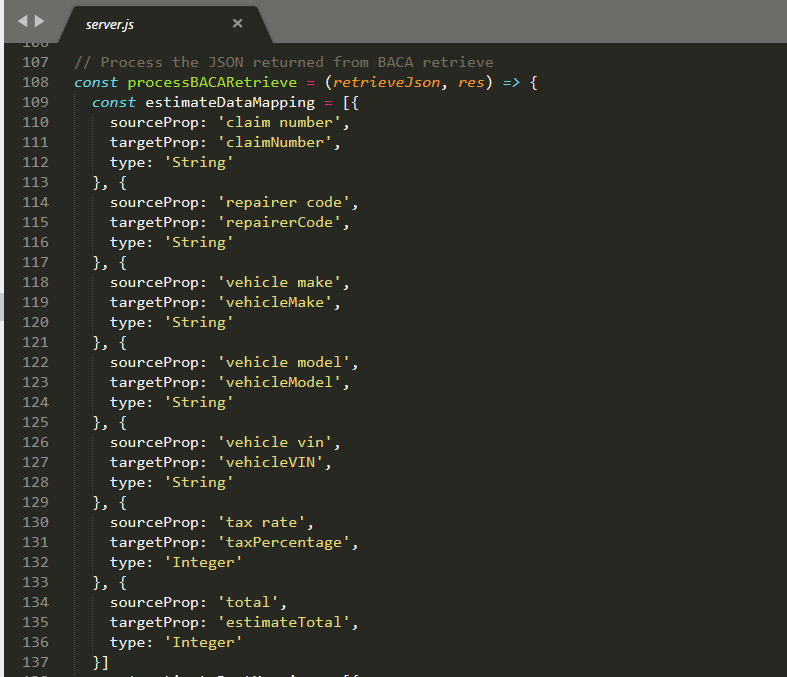 server.js ×
106
107 // Process the JSON returned from BACA retrieve
108 const processBACARetrieve = (retrieveJson, res) => {
109 const estimateDataMapping = [{
110 sourceProp: 'claim number',
111 targetProp: 'claimNumber',
112 type: 'String'
113 }, {
114 sourceProp: 'repairer code',
115 targetProp: 'repairerCode',
116 type: 'String'
117 }, {
118 sourceProp: 'vehicle make',
119 targetProp: 'vehicleMake',
120 type: 'String'
121 }, {
122 sourceProp: 'vehicle model',
123 targetProp: 'vehicleModel',
124 type: 'String'
125 }, {
126 sourceProp: 'vehicle vin',
127 targetProp: 'vehicleVIN',
128 type: 'String'
129 }, {
130 sourceProp: 'tax rate',
131 targetProp: 'taxPercentage',
132 type: 'Integer'
133 }, {
134 sourceProp: 'total',
135 targetProp: 'estimateTotal',
136 type: 'Integer'
137 }]